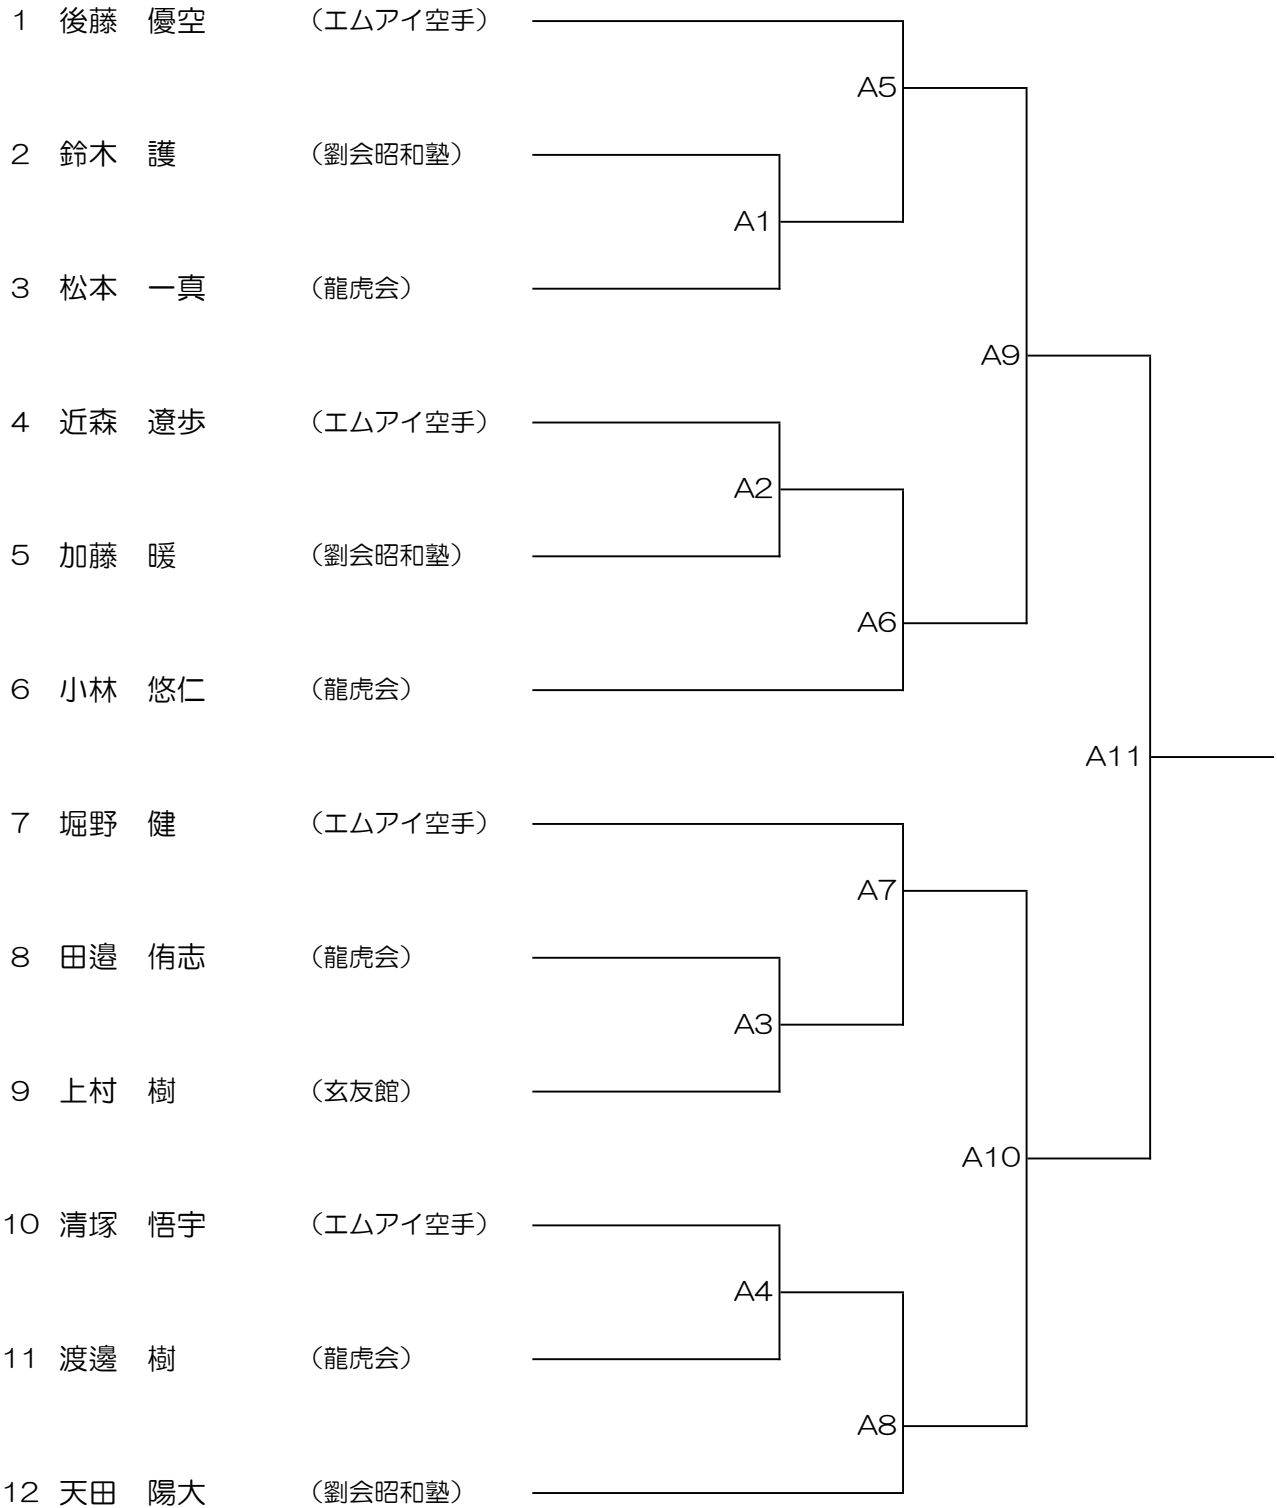 1 後藤　優空 （エムアイ空手）
A5
2 鈴木　護 （劉会昭和塾）
A1
3 松本　一真 （龍虎会）
A9
4 近森　遼歩 （エムアイ空手）
A2
5 加藤　暖 （劉会昭和塾）
A6
6 小林　悠仁 （龍虎会）
A11
7 堀野　健 （エムアイ空手）
A7
8 田邉　侑志 （龍虎会）
A3
9 上村　樹 （玄友館）
A10
10 清塚　悟宇 （エムアイ空手）
A4
11 渡邊　樹 （龍虎会）
A8
12 天田　陽大 （劉会昭和塾）